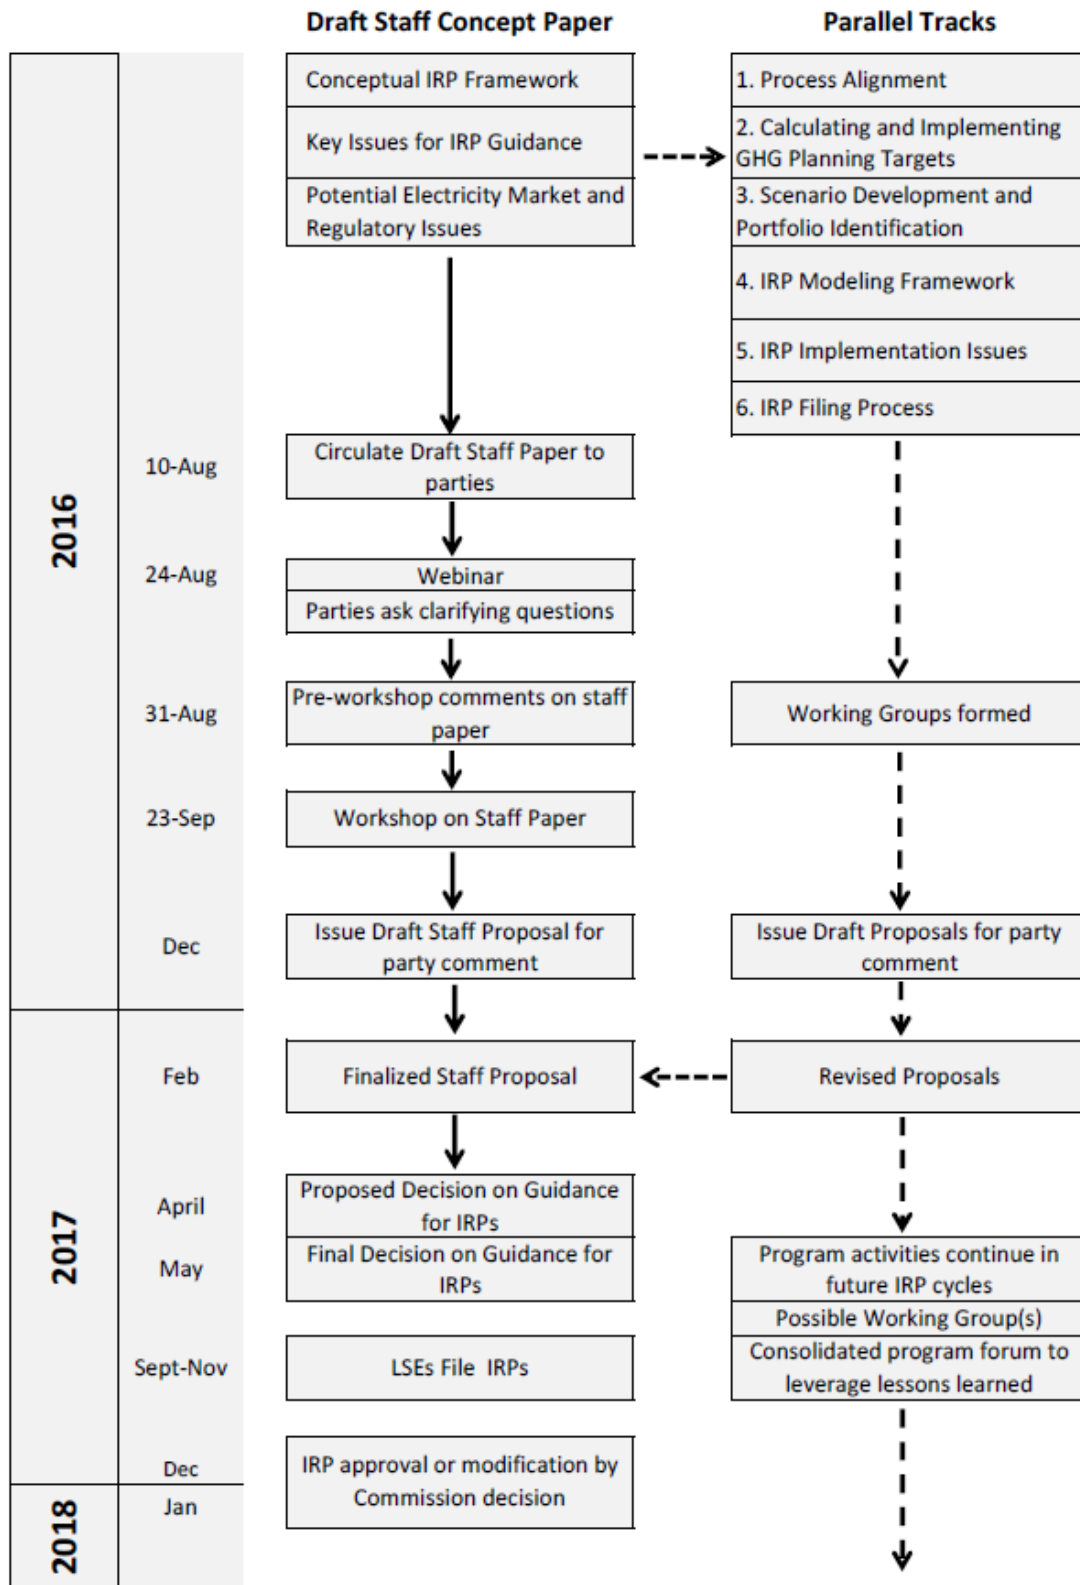 Draft Staff Concept Paper
Parallel Tracks
Conceptual IRP Framework
Key Issues for IRP Guidance
Potential Electricity Market and
Regulatory Issues
1. Process Alignment
2. Calculating and Implementing
GHG Planning Targets
3. Scenario Development and
Portfolio Identification
4. IRP Modeling Framework
5. IRP Implementation Issues
6. IRP Filing Process
2016
10-Aug
Circulate Draft Staff Paper to
parties
24-Aug
Webinar
Parties ask clarifying questions
31-Aug
Pre-workshop comments on staff
paper
Working Groups formed
23-Sep
Workshop on Staff Paper
Dec
Issue Draft Staff Proposal for
party comment
Issue Draft Proposals for party
comment
2017
Feb
Finalized Staff Proposal
Revised Proposals
April
Proposed Decision on Guidance
for IRPs
May
Final Decision on Guidance for
IRPs
Program activities continue in
future IRP cycles
Possible Working Group(s)
Sept-Nov
LSEs File IRPs
Consolidated program forum to
leverage lessons learned
Dec
IRP approval or modification by
Commission decision
2018
Jan